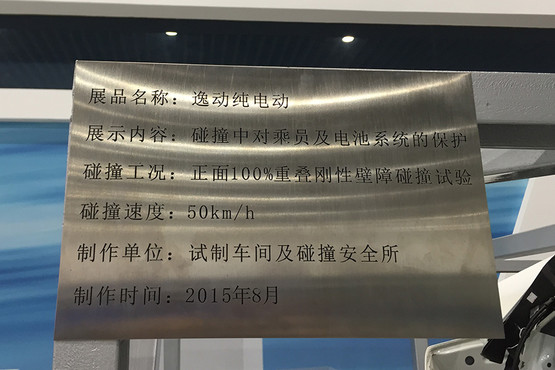 展品名称：逸动纯电动
展示内容：碰撞中对乘员及电池系统的保护
碰撞工况：正面100%重叠刚性壁障碰撞试验
碰撞速度：50km/h
制作单位：试制车间及碰撞安全所
制作时间：2015年8月